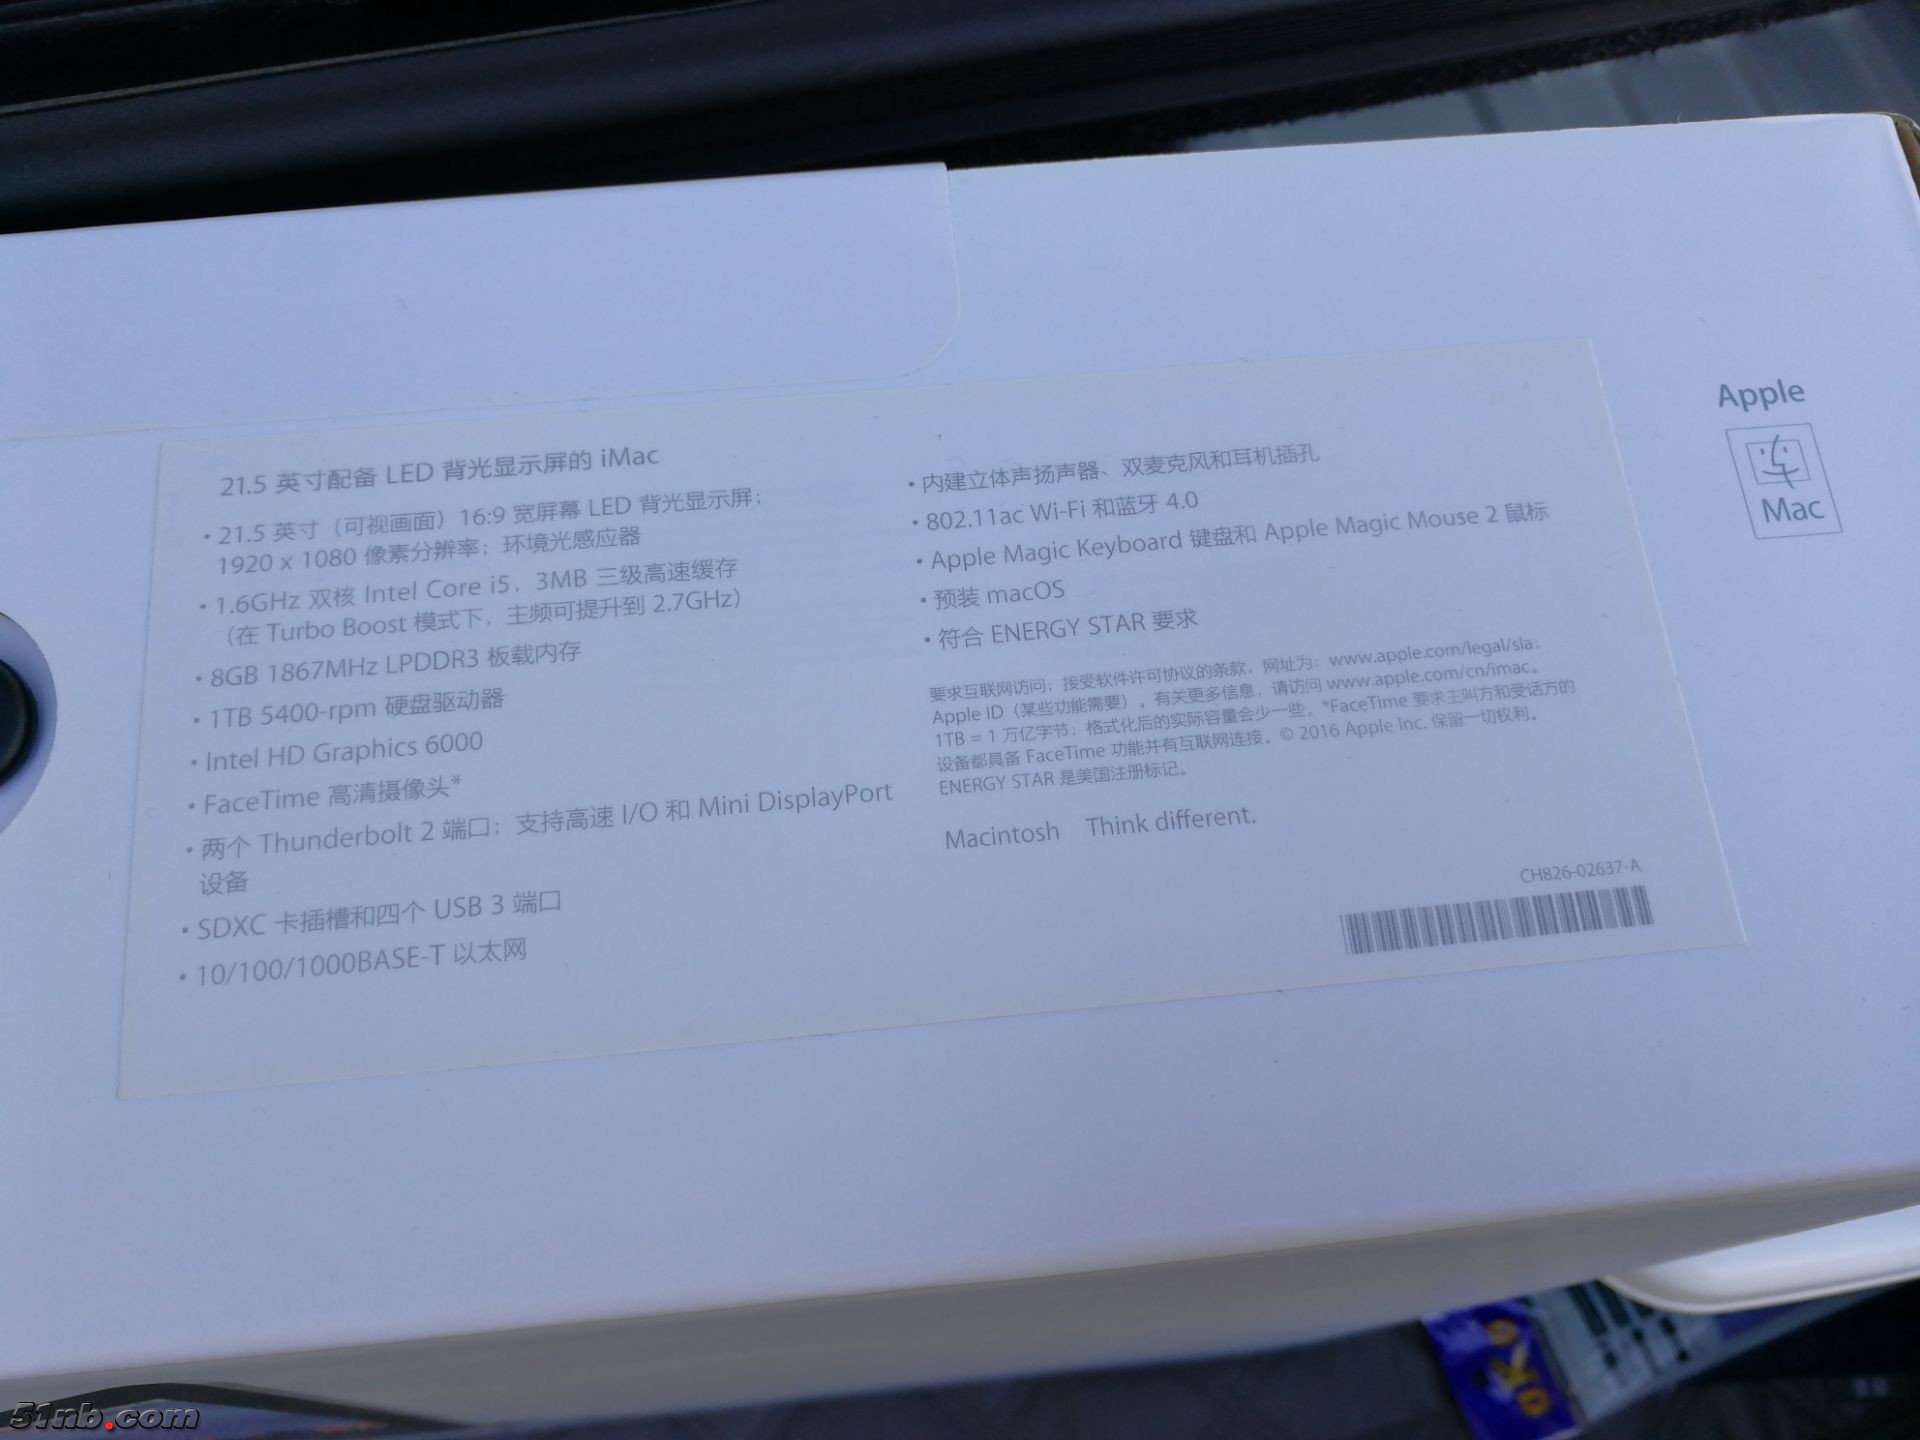 21.5 英寸配备 LED 背光显示屏的 iMac
• 21.5 英寸（可视画面）16:9 宽屏幕 LED 背光显示屏；
1920 x 1080 像素分辨率；环境光感应器
• 1.6GHz 双核 Intel Core i5，3MB 三级高速缓存
（在 Turbo Boost 模式下，主频可提升到 2.7GHz）
• 8GB 1867MHz LPDDR3 板载内存
• 1TB 5400-rpm 硬盘驱动器
• Intel HD Graphics 6000
• FaceTime 高清摄像头*
• 两个 Thunderbolt 2 端口；支持高速 I/O 和 Mini DisplayPort
设备
• SDXC 卡插槽和四个 USB 3 端口
• 10/100/1000BASE-T 以太网
• 内建立体声扬声器、双麦克风和耳机插孔
• 802.11ac Wi-Fi 和蓝牙 4.0
• Apple Magic Keyboard 键盘和 Apple Magic Mouse 2 鼠标
• 预装 macOS
• 符合 ENERGY STAR 要求
要求互联网访问；接受软件许可协议的条款，网址为：www.apple.com/legal/sla；
Apple ID（某些功能需要）。有关更多信息，请访问 www.apple.com/cn/imac。
1TB = 1 万亿字节；格式化后的实际容量会少一些。*FaceTime 要求主叫方和受话方的
设备都具备 FaceTime 功能并有互联网连接。© 2016 Apple Inc. 保留一切权利。
ENERGY STAR 是美国注册标记。
Macintosh Think different.
CH826-02637-A
Apple
Mac
51nb.com